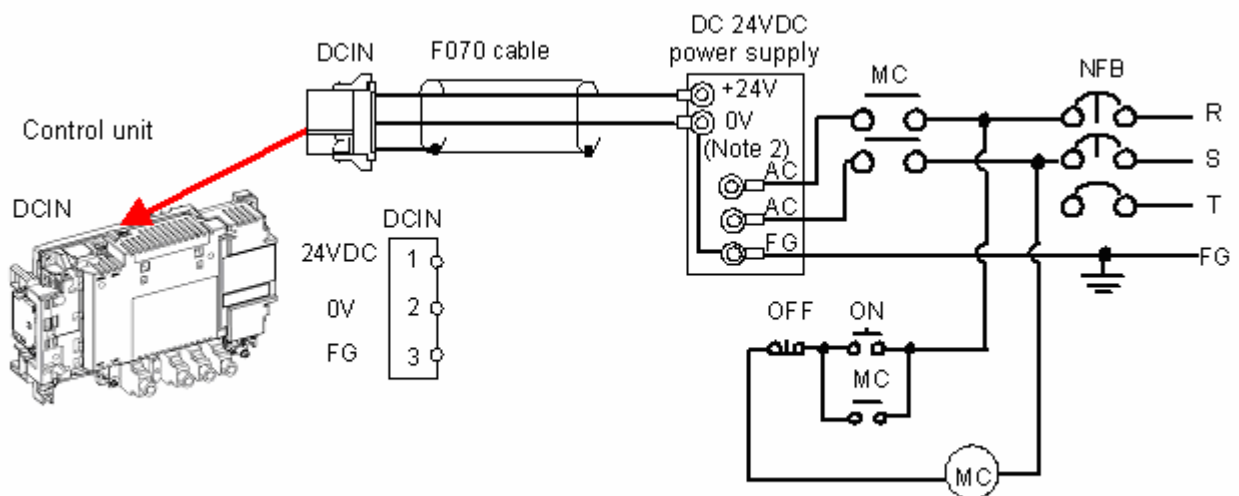 DC 24VDC
power supply
DCIN
F070 cable
+24V
0V
(Note 2)
AC
AC
FG
MC
NFB
R
S
T
FG
Control unit
DCIN
DCIN
24VDC
1
0V
2
FG
3
OFF
ON
MC
MC